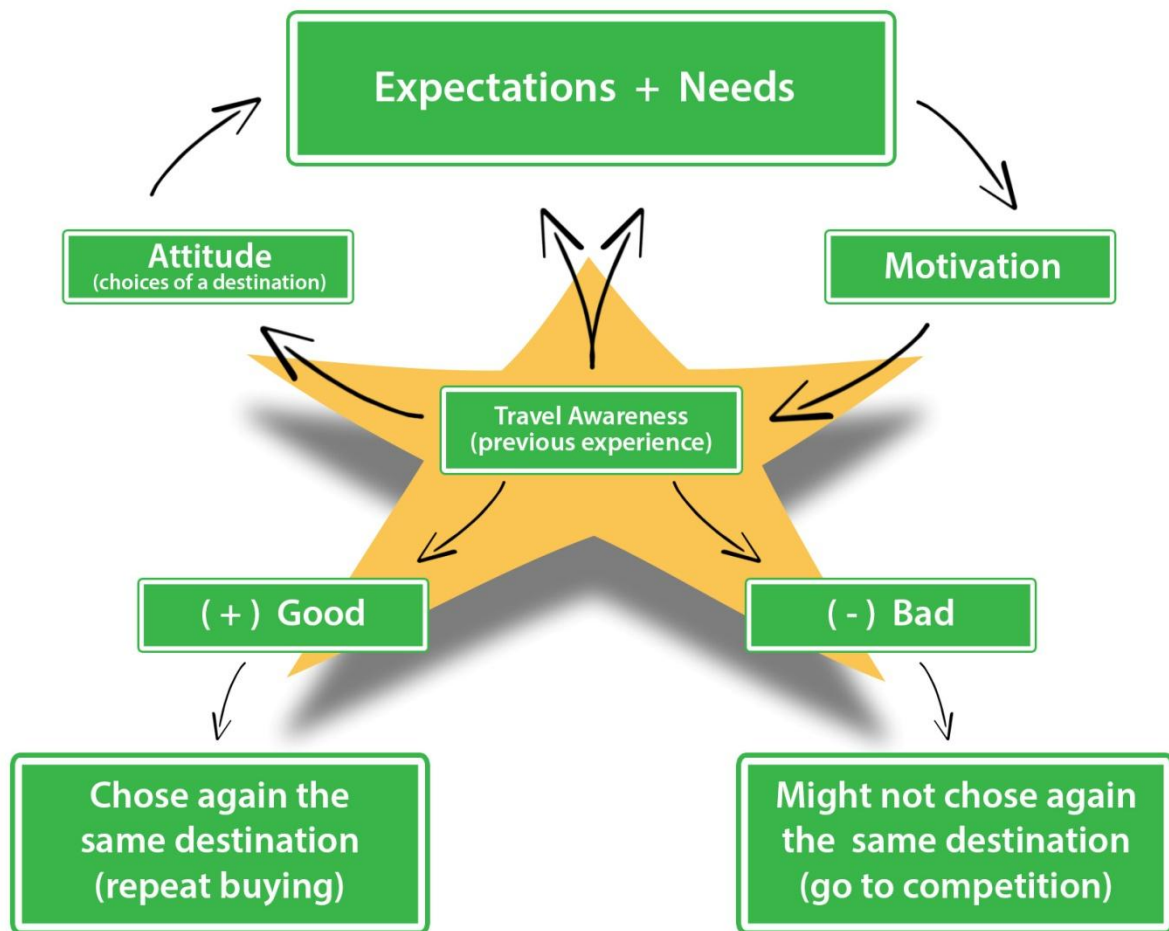 Expectations + Needs
Attitude
(choices of a destination)
Motivation
Travel Awareness
(previous experience)
(+) Good
(-) Bad
Chose again the
same destination
(repeat buying)
Might not chose again
the same destination
(go to competition)